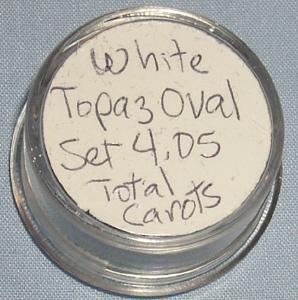 White
Topaz Oval
Set 4.05
Total
carots